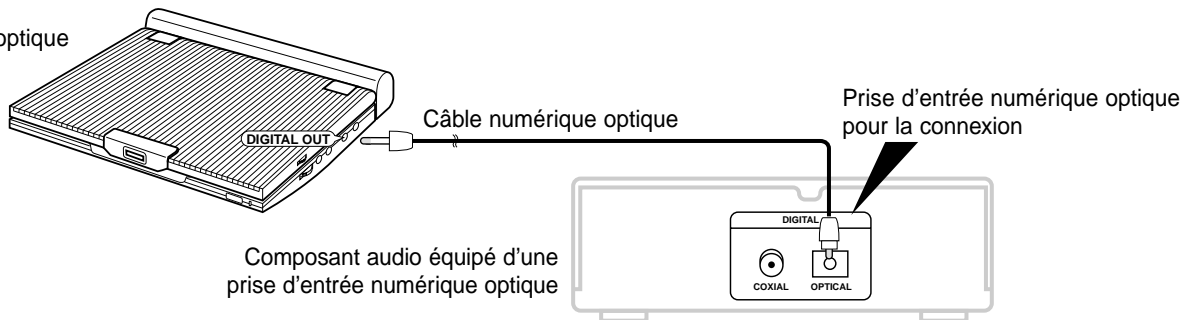 optique
DIGITAL OUT
Câble numérique optique
Prise d'entrée numérique optique
pour la connexion
Composant audio équipé d'une
prise d'entrée numérique optique
DIGITAL
COAXIAL
OPTICAL